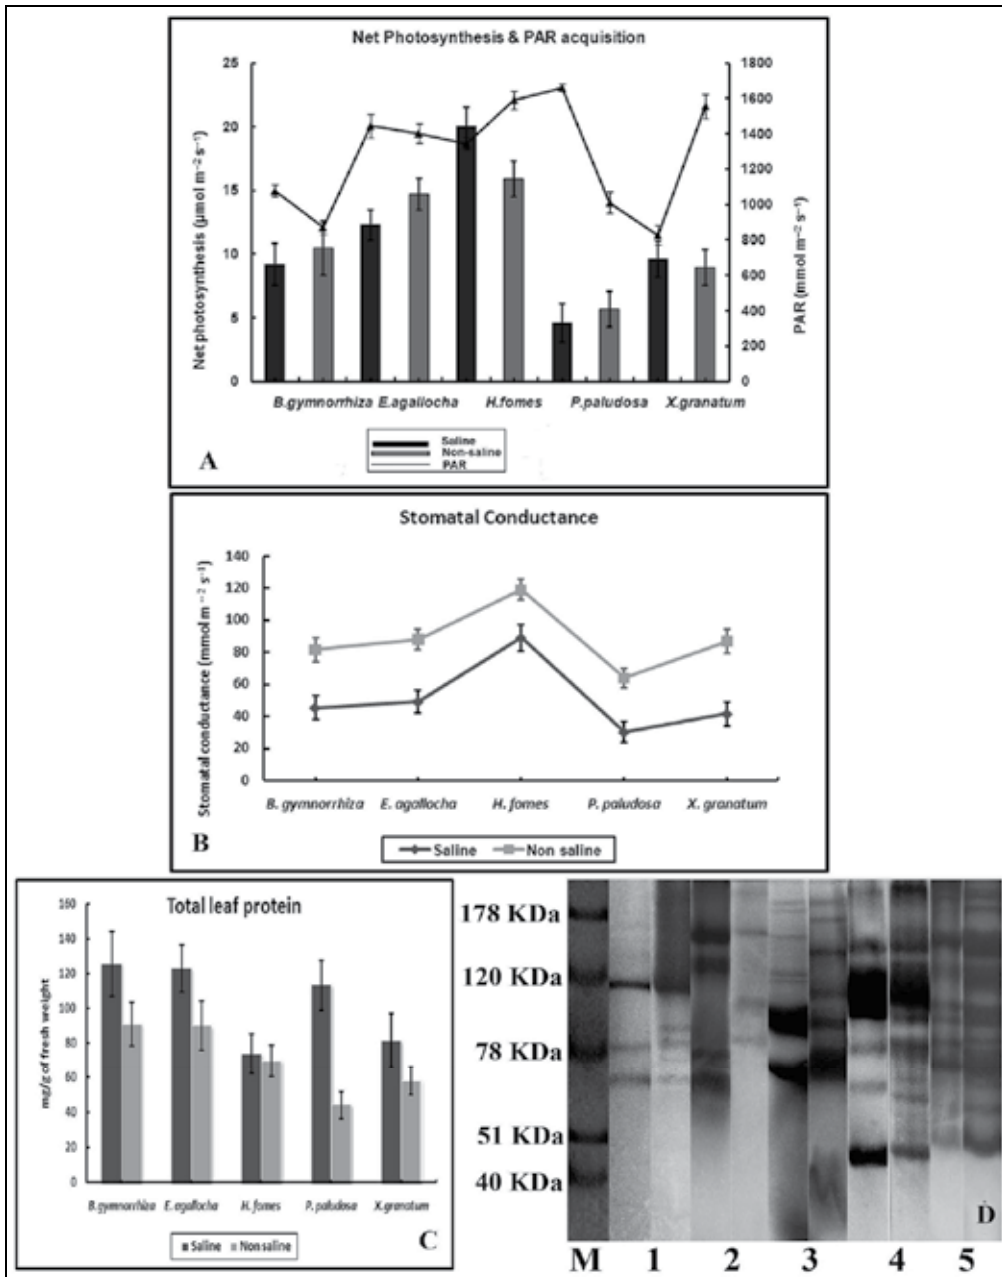 Net Photosynthesis & PAR acquisition
Net photosynthesis (µmol m⁻² s⁻¹)
25
20
15
10
5
0
1800
1600
1400
1200
1000
800
600
400
200
0
PAR (mmol m⁻² s⁻¹)
B.gymnorrhiza E.agallocha H.fomes P.paludosa X.granatum
Saline
Non-saline
PAR
A
Stomatal Conductance
Stomatal conductance (mmol m⁻² s⁻¹)
140
120
100
80
60
40
20
0
B. gymnorrhiza E. agallocha H. fomes P. paludosa X. granatum
Saline Non saline
B
Total leaf protein
mg/g of fresh weight
160
140
120
100
80
60
40
20
0
B.gymnorrhiza E.agallocha H.fomes P.paludosa X.granatum
Saline Nonsaline
C
178 KDa
120 KDa
78 KDa
51 KDa
40 KDa
D
M 1 2 3 4 5